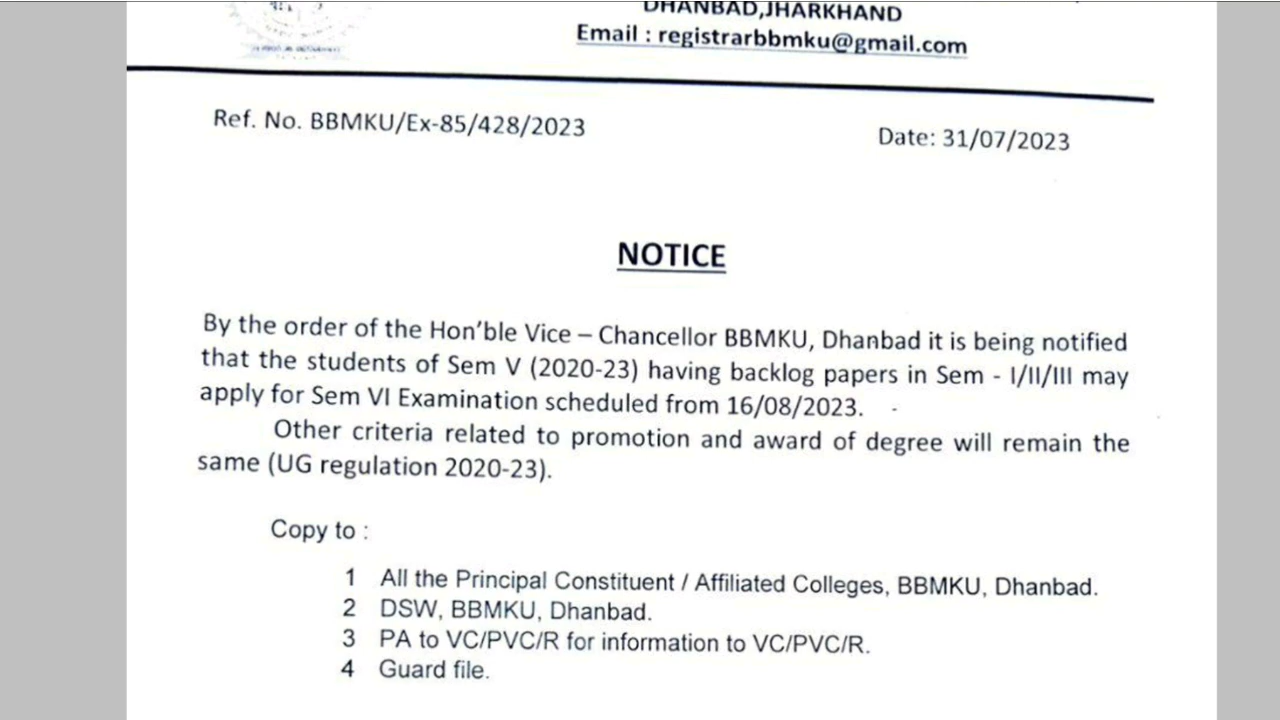 DHANBAD,JHARKHAND
Email : registrarbbmku@gmail.com
Ref. No. BBMKU/Ex-85/428/2023
Date: 31/07/2023
NOTICE
By the order of the Hon'ble Vice – Chancellor BBMKU, Dhanbad it is being notified
that the students of Sem V (2020-23) having backlog papers in Sem - I/II/III may
apply for Sem VI Examination scheduled from 16/08/2023.
Other criteria related to promotion and award of degree will remain the
same (UG regulation 2020-23).
Copy to :
1 All the Principal Constituent / Affiliated Colleges, BBMKU, Dhanbad.
2 DSW, BBMKU, Dhanbad.
3 PA to VC/PVC/R for information to VC/PVC/R.
4 Guard file.